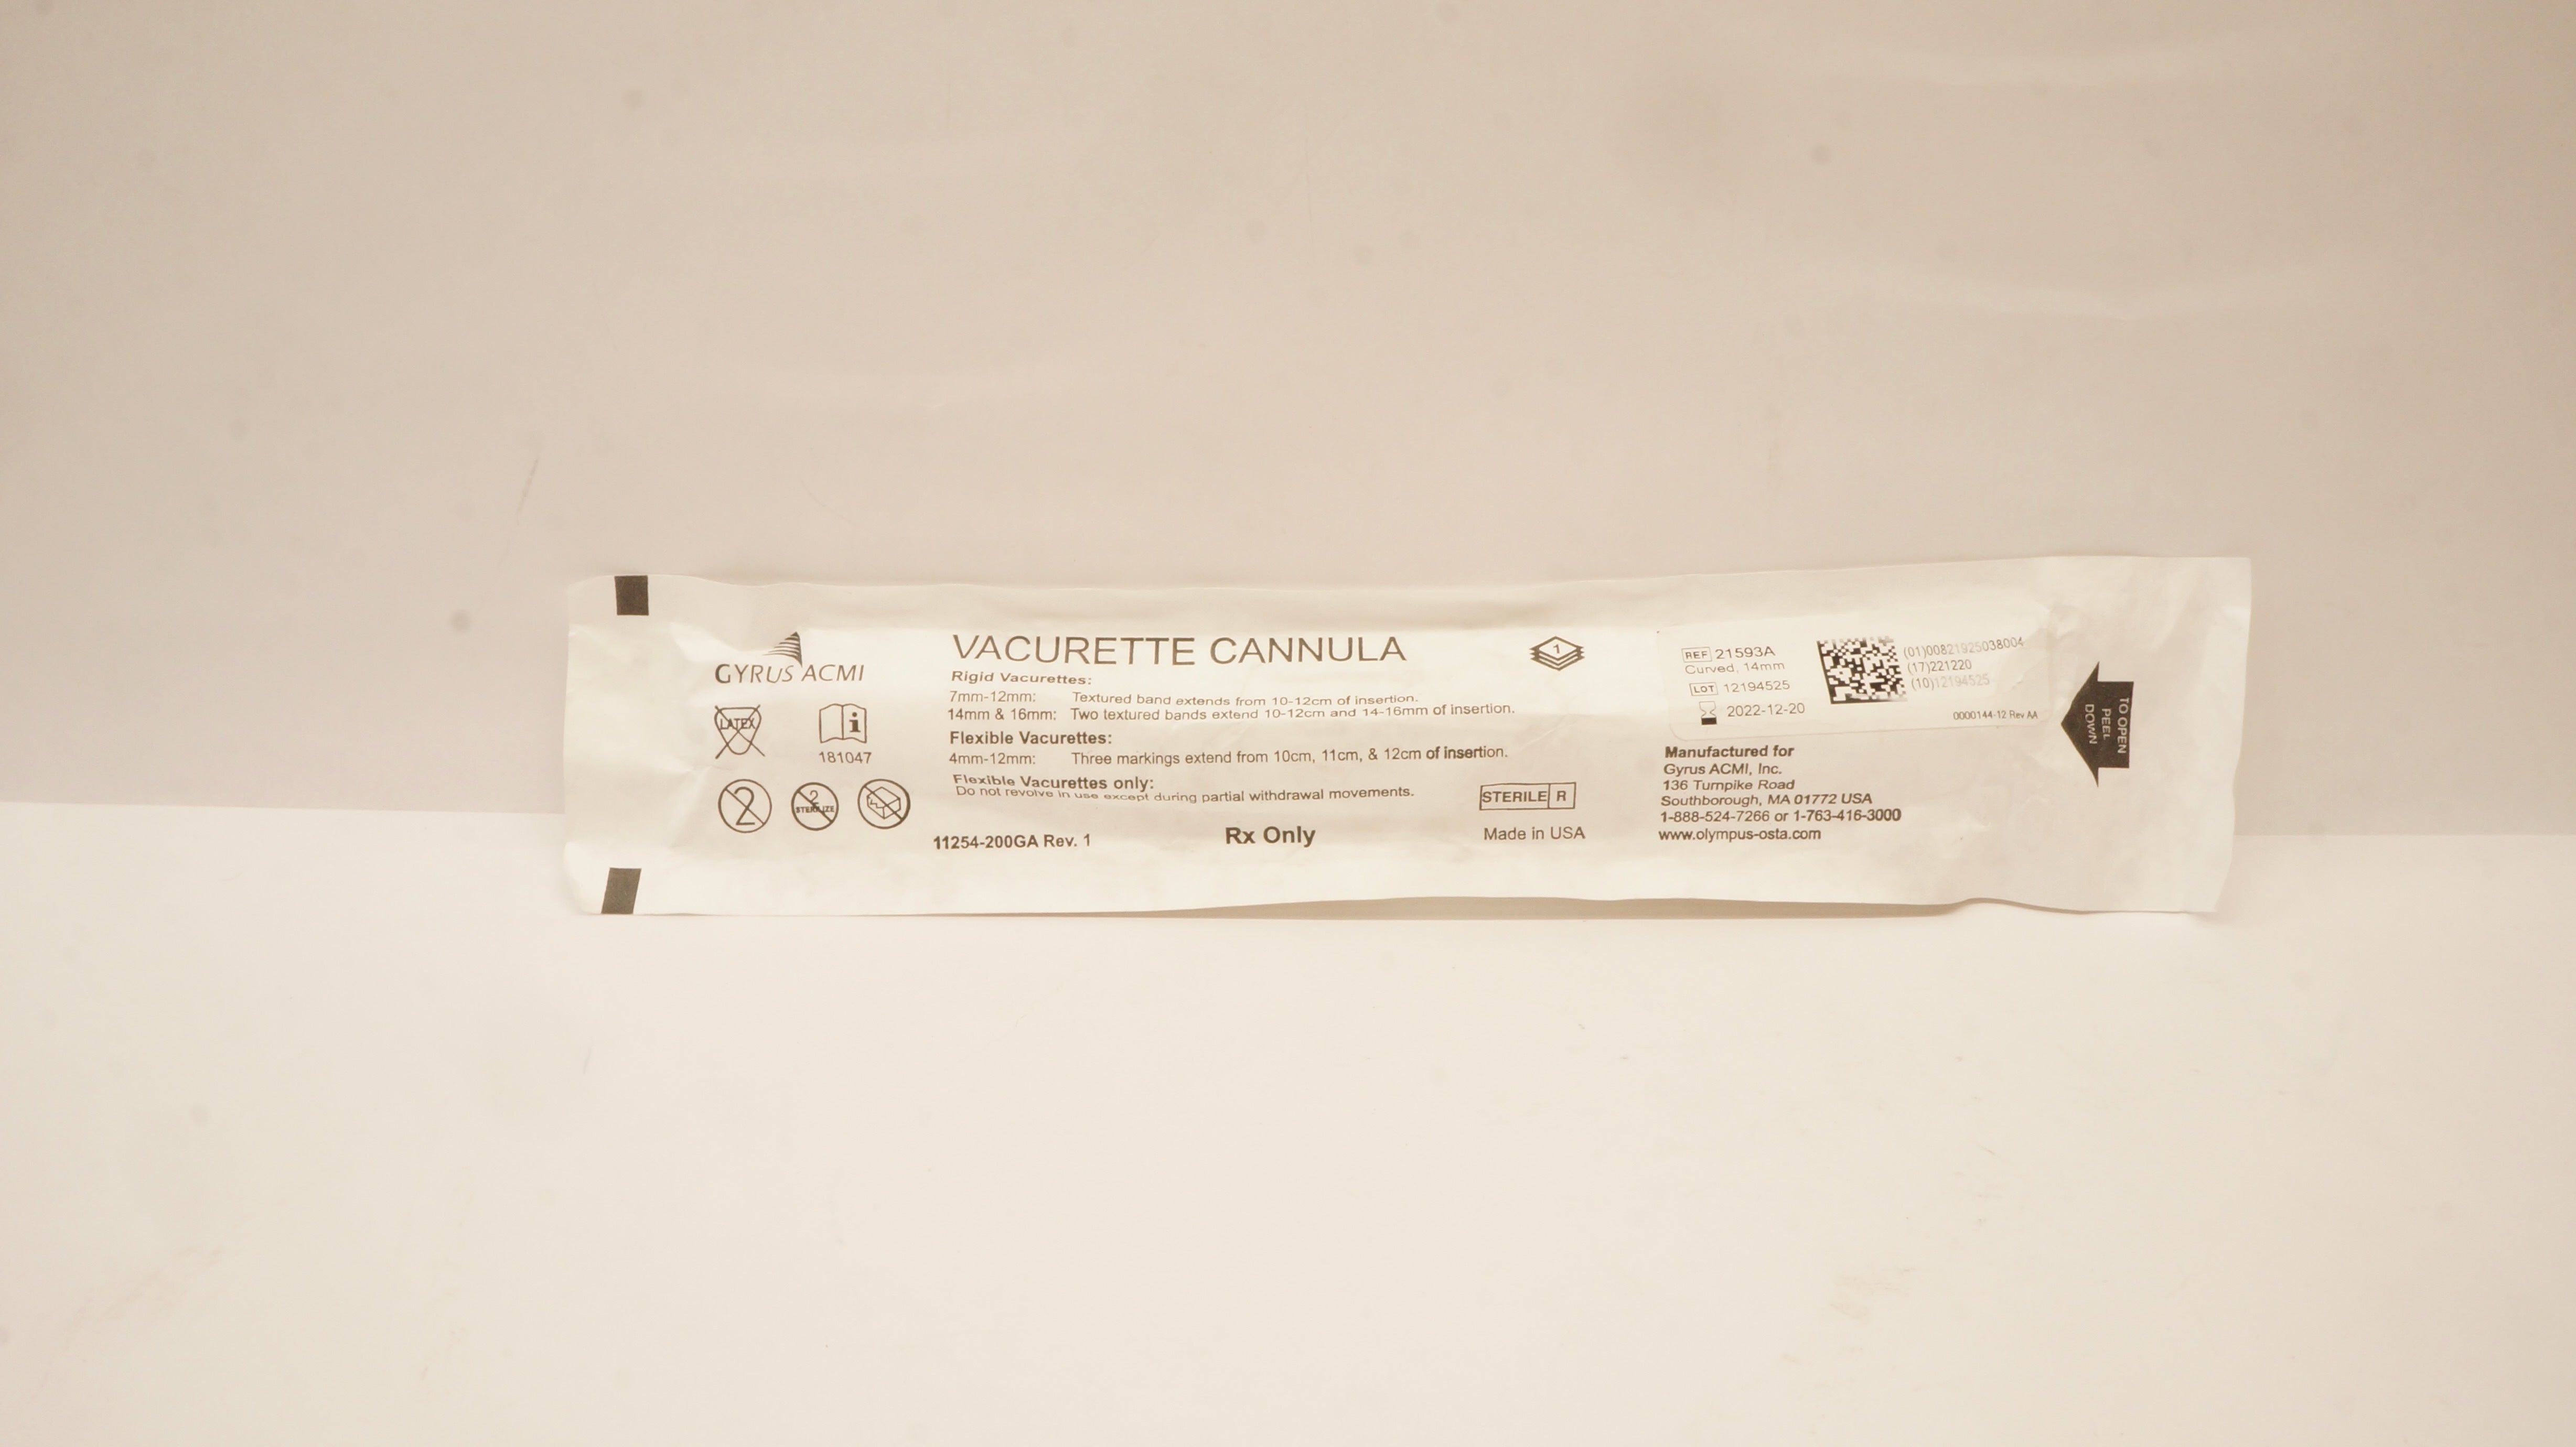 GYRUS ACMI
LATEX
181047
2
2
STERILIZE
VACURETTE CANNULA
Rigid Vacurettes:
7mm-12mm: Textured band extends from 10-12cm of insertion.
14mm & 16mm: Two textured bands extend 10-12cm and 14-16mm of insertion.
Flexible Vacurettes:
4mm-12mm: Three markings extend from 10cm, 11cm, & 12cm of insertion.
Flexible Vacurettes only:
Do not revolve in use except during partial withdrawal movements.
11254-200GA Rev. 1
Rx Only
1
STERILE R
Made in USA
REF 21593A
Curved, 14mm
LOT 12194525
2022-12-20
(01)00821925038004
(17)221220
(10)12194525
0000144-12 Rev AA
Manufactured for
Gyrus ACMI, Inc.
136 Turnpike Road
Southborough, MA 01772 USA
1-888-524-7266 or 1-763-416-3000
www.olympus-osta.com
TO OPEN
PEEL
DOWN